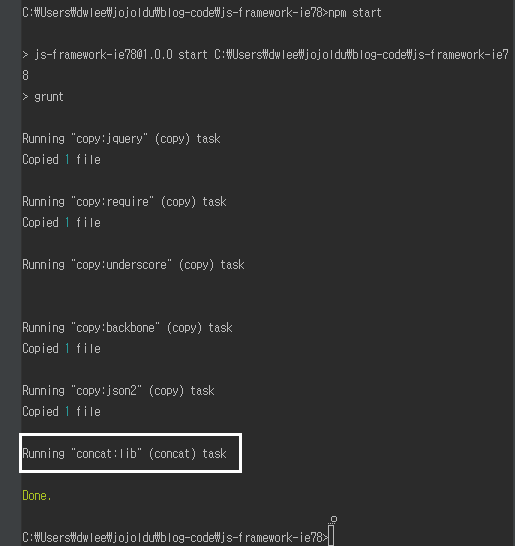 C:₩Users₩dwlee₩jojoldu₩blog-code₩js-framework-ie78>npm start
> js-framework-ie78@1.0.0 start C:₩Users₩dwlee₩jojoldu₩blog-code₩js-framework-ie7
8
> grunt
Running "copy:jquery" (copy) task
Copied 1 file
Running "copy:require" (copy) task
Copied 1 file
Running "copy:underscore" (copy) task
Running "copy:backbone" (copy) task
Copied 1 file
Running "copy:json2" (copy) task
Copied 1 file
Running "concat:lib" (concat) task
Done.
C:₩Users₩dwlee₩jojoldu₩blog-code₩js-framework-ie78>